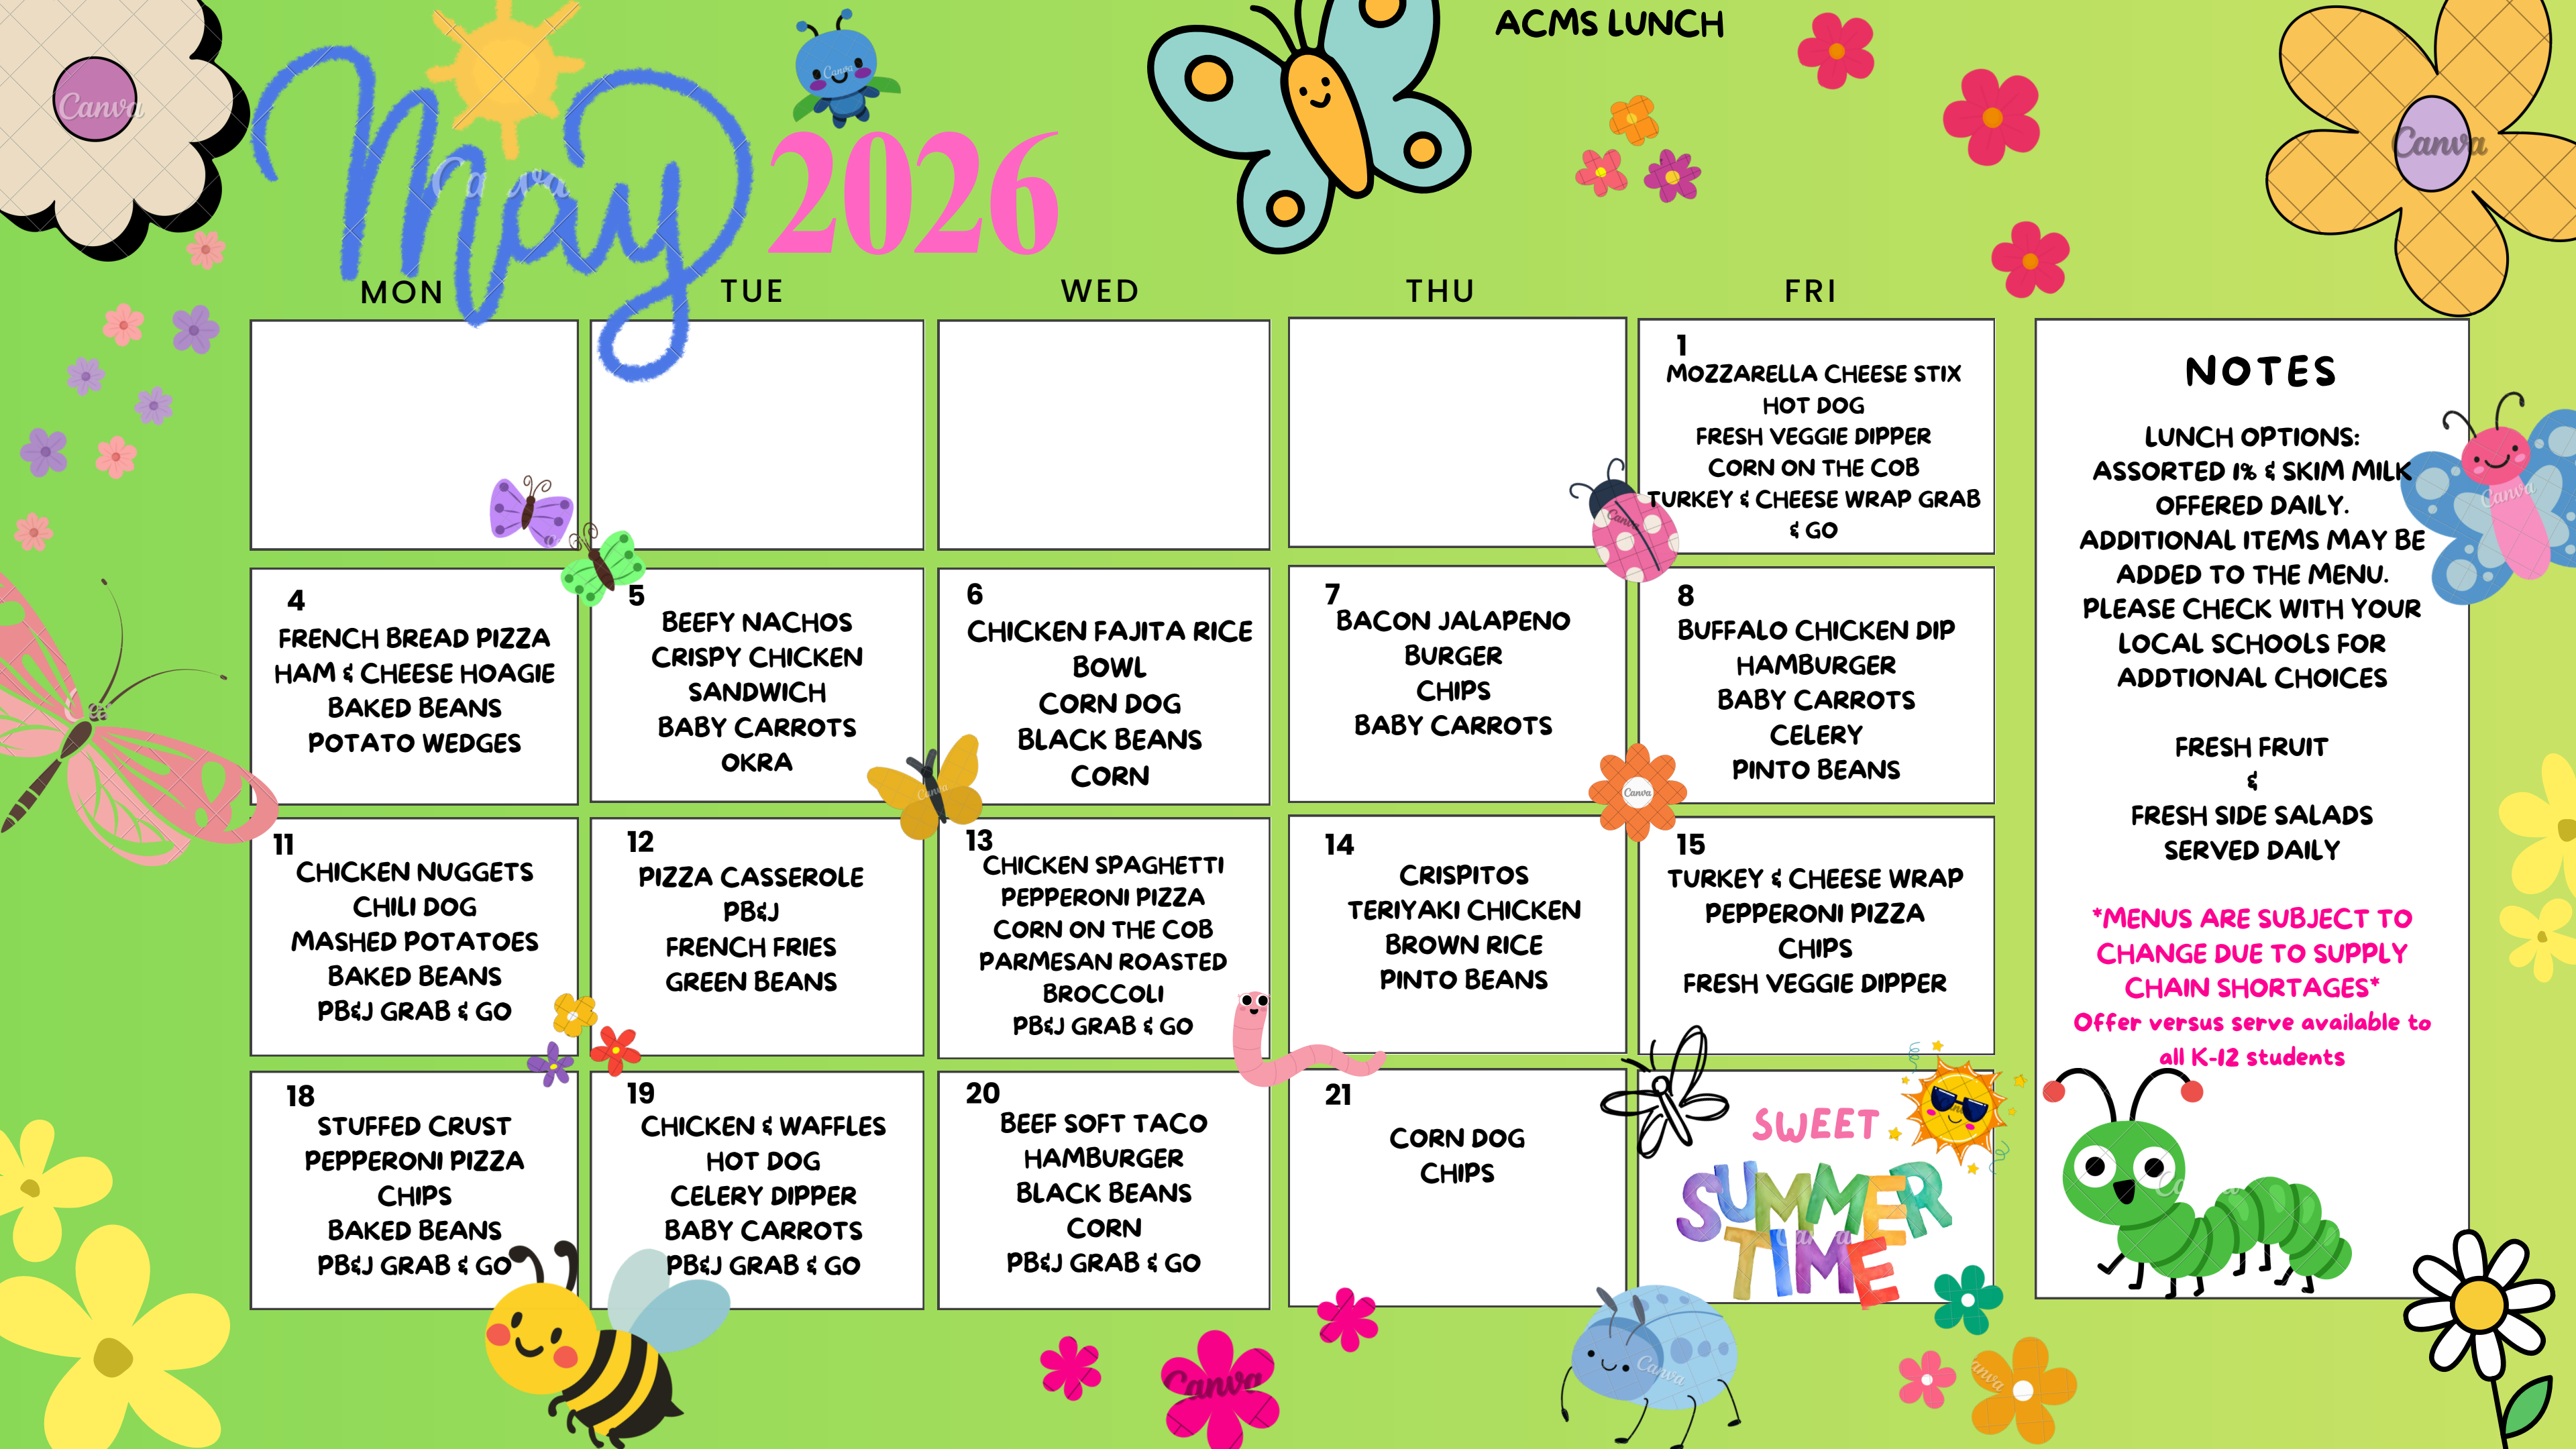 ACMS LUNCH
May
2026
MON
TUE
WED
THU
FRI
1
MOZZARELLA CHEESE STIX
HOT DOG
FRESH VEGGIE DIPPER
CORN ON THE COB
TURKEY & CHEESE WRAP GRAB
& GO
4
FRENCH BREAD PIZZA
HAM & CHEESE HOAGIE
BAKED BEANS
POTATO WEDGES
5
BEEFY NACHOS
CRISPY CHICKEN
SANDWICH
BABY CARROTS
OKRA
6
CHICKEN FAJITA RICE
BOWL
CORN DOG
BLACK BEANS
CORN
7
BACON JALAPENO
BURGER
CHIPS
BABY CARROTS
8
BUFFALO CHICKEN DIP
HAMBURGER
BABY CARROTS
CELERY
PINTO BEANS
11
CHICKEN NUGGETS
CHILI DOG
MASHED POTATOES
BAKED BEANS
PB&J GRAB & GO
12
PIZZA CASSEROLE
PB&J
FRENCH FRIES
GREEN BEANS
13
CHICKEN SPAGHETTI
PEPPERONI PIZZA
CORN ON THE COB
PARMESAN ROASTED
BROCCOLI
PB&J GRAB & GO
14
CRISPITOS
TERIYAKI CHICKEN
BROWN RICE
PINTO BEANS
15
TURKEY & CHEESE WRAP
PEPPERONI PIZZA
CHIPS
FRESH VEGGIE DIPPER
18
STUFFED CRUST
PEPPERONI PIZZA
CHIPS
BAKED BEANS
PB&J GRAB & GO
19
CHICKEN & WAFFLES
HOT DOG
CELERY DIPPER
BABY CARROTS
PB&J GRAB & GO
20
BEEF SOFT TACO
HAMBURGER
BLACK BEANS
CORN
PB&J GRAB & GO
21
CORN DOG
CHIPS
SWEET
SUMMER
TIME
NOTES
LUNCH OPTIONS:
ASSORTED 1% & SKIM MILK
OFFERED DAILY.
ADDITIONAL ITEMS MAY BE
ADDED TO THE MENU.
PLEASE CHECK WITH YOUR
LOCAL SCHOOLS FOR
ADDTIONAL CHOICES
FRESH FRUIT
&
FRESH SIDE SALADS
SERVED DAILY
*MENUS ARE SUBJECT TO
CHANGE DUE TO SUPPLY
CHAIN SHORTAGES*
Offer versus serve available to
all K-12 students
Canva
Canva
Canva
Canva
Canva
Canva
Canva
Canva
Canva
Canva